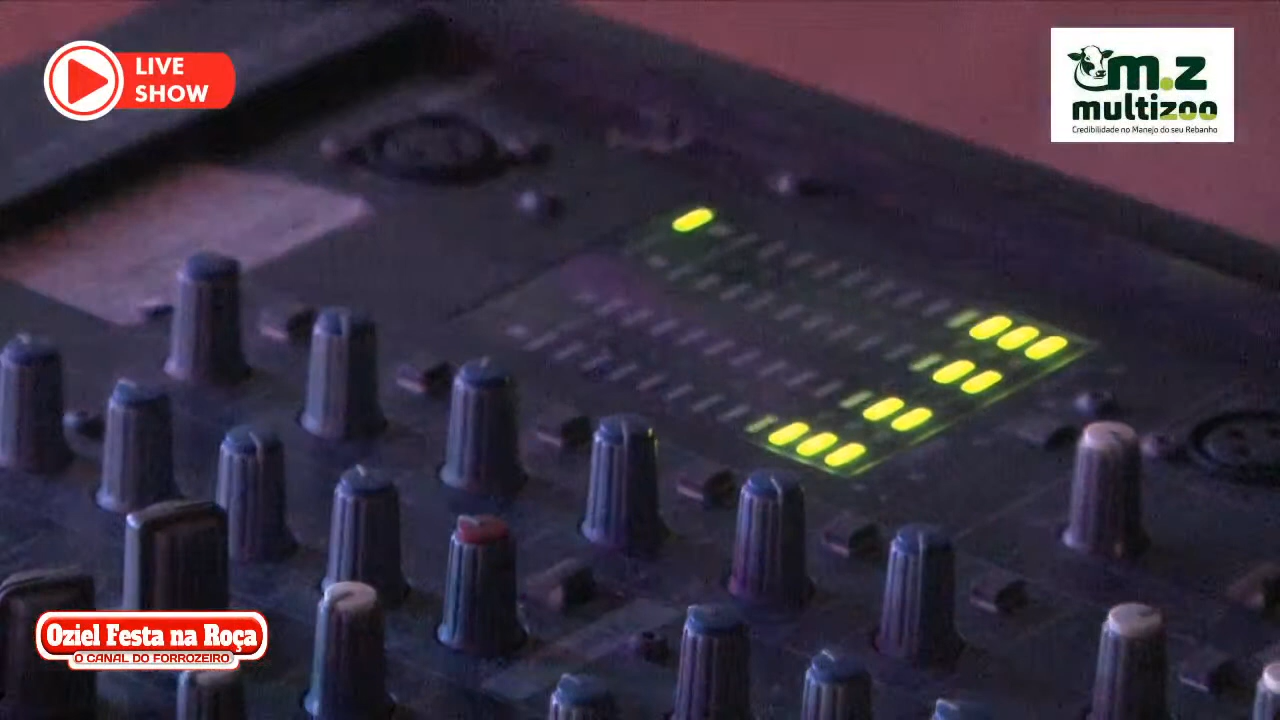 LIVE
SHOW
m.z
multizoo
Credibilidade no Manejo do seu Rebanho
Oziel Festa na Roça
O CANAL DO FORROZEIRO